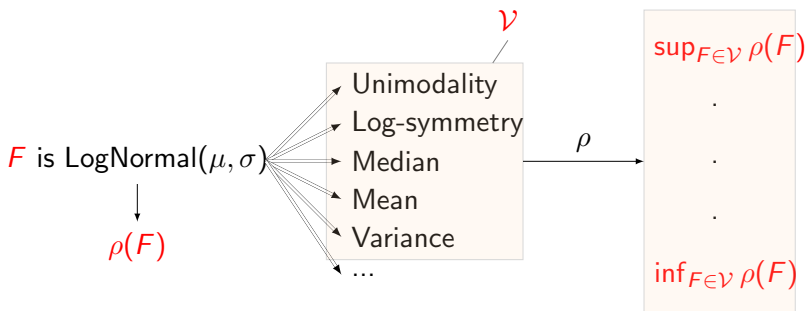 𝒱
sup_{F∈𝒱} ρ(F)
Unimodality
.
Log-symmetry
F is LogNormal(μ, σ)
Median
ρ
.
Mean
ρ(F)
Variance
.
...
inf_{F∈𝒱} ρ(F)